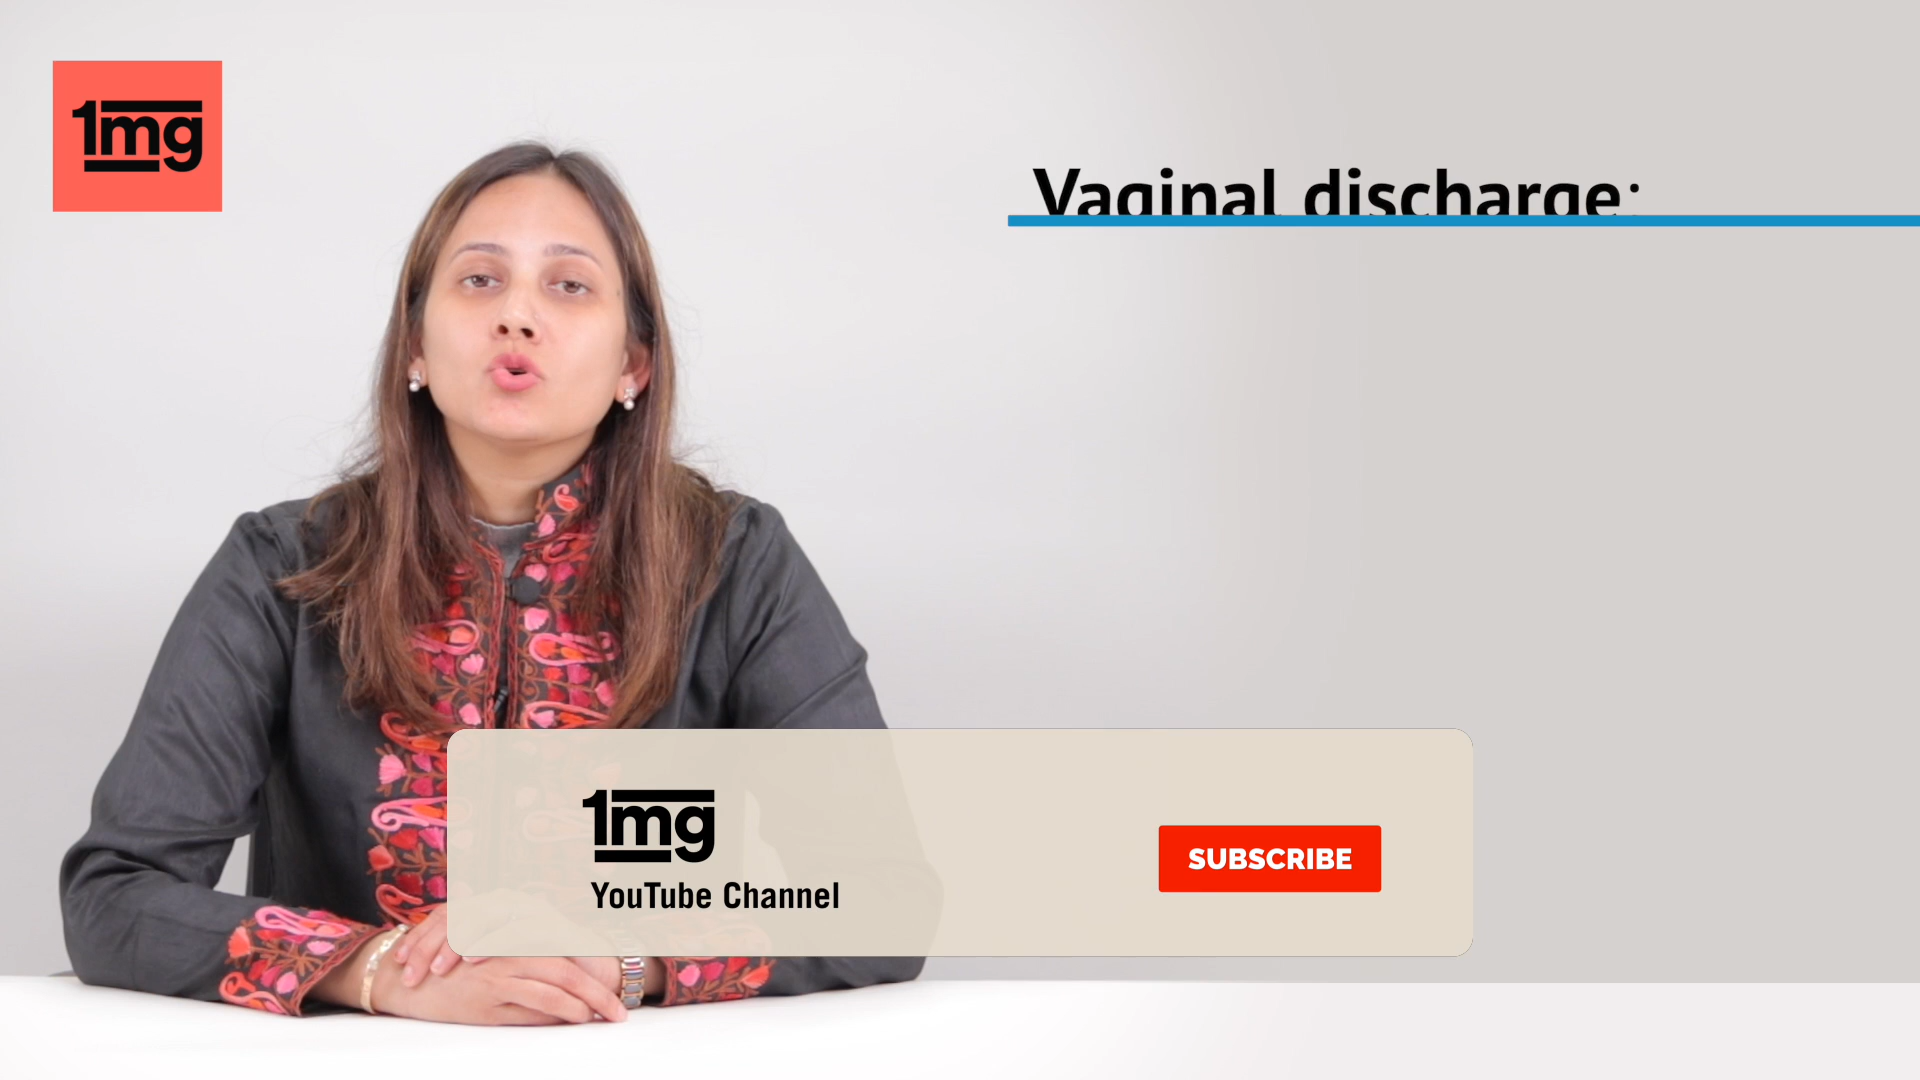 1mg
Vaginal discharge:
1mg
YouTube Channel
SUBSCRIBE